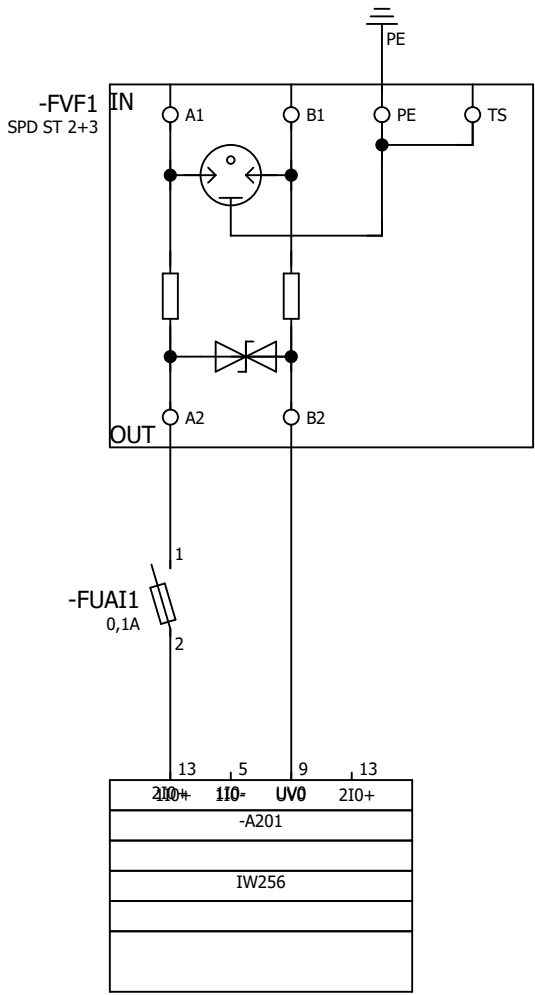 PE
-FVF1
IN
SPD ST 2+3
A1
B1
PE
TS
A2
B2
OUT
1
-FUAI1
0,1A
2
13
5
9
13
UV0
2I0+
-A201
IW256